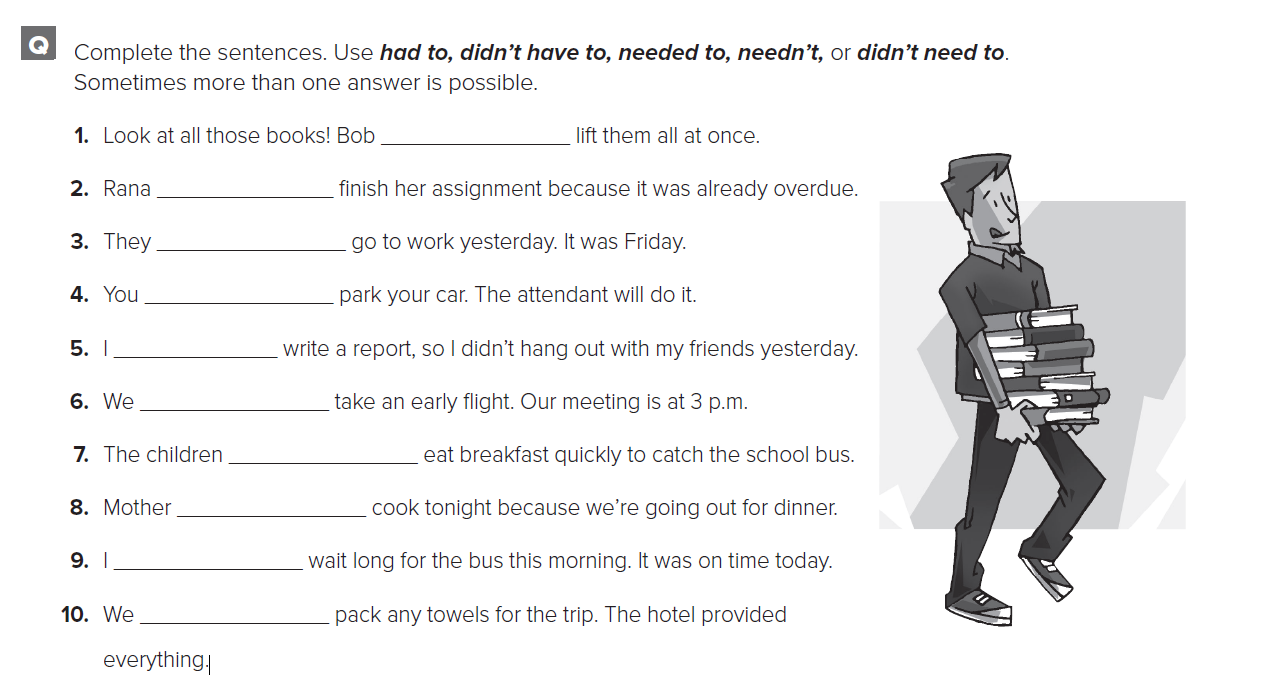 Q
Complete the sentences. Use had to, didn’t have to, needed to, needn’t, or didn’t need to.
Sometimes more than one answer is possible.
1. Look at all those books! Bob ________________ lift them all at once.
2. Rana ________________ finish her assignment because it was already overdue.
3. They ________________ go to work yesterday. It was Friday.
4. You ________________ park your car. The attendant will do it.
5. I ________________ write a report, so I didn’t hang out with my friends yesterday.
6. We ________________ take an early flight. Our meeting is at 3 p.m.
7. The children ________________ eat breakfast quickly to catch the school bus.
8. Mother ________________ cook tonight because we’re going out for dinner.
9. I ________________ wait long for the bus this morning. It was on time today.
10. We ________________ pack any towels for the trip. The hotel provided
everything.